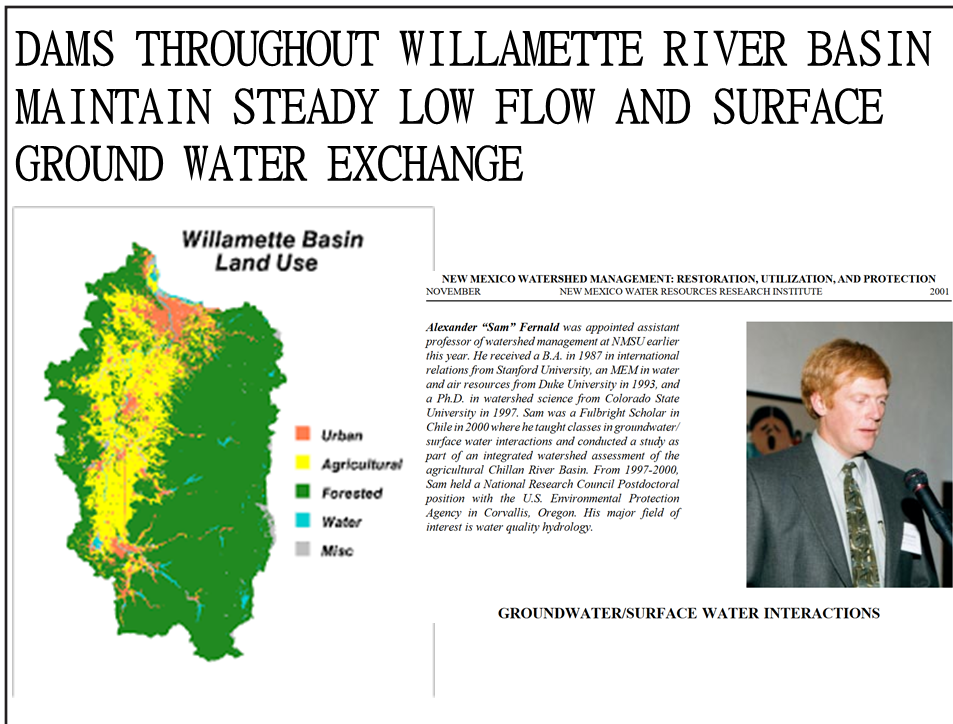 DAMS THROUGHOUT WILLAMETTE RIVER BASIN
MAINTAIN STEADY LOW FLOW AND SURFACE
GROUND WATER EXCHANGE
Willamette Basin
Land Use
Urban
Agricultural
Forested
Water
Misc
NEW MEXICO WATERSHED MANAGEMENT: RESTORATION, UTILIZATION, AND PROTECTION
NOVEMBER NEW MEXICO WATER RESOURCES RESEARCH INSTITUTE 2001
Alexander “Sam” Fernald was appointed assistant
professor of watershed management at NMSU earlier
this year. He received a B.A. in 1987 in international
relations from Stanford University, an MEM in water
and air resources from Duke University in 1993, and
a Ph.D. in watershed science from Colorado State
University in 1997. Sam was a Fulbright Scholar in
Chile in 2000 where he taught classes in groundwater/
surface water interactions and conducted a study as
part of an integrated watershed assessment of the
agricultural Chillan River Basin. From 1997-2000,
Sam held a National Research Council Postdoctoral
position with the U.S. Environmental Protection
Agency in Corvallis, Oregon. His major field of
interest is water quality hydrology.
GROUNDWATER/SURFACE WATER INTERACTIONS